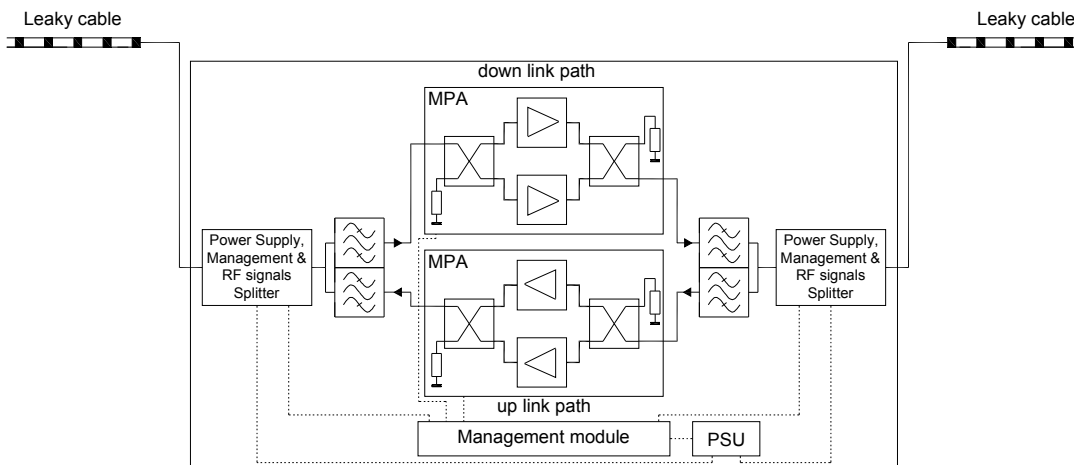 Leaky cable
Leaky cable
down link path
MPA
Power Supply,
Management &
RF signals
Splitter
Power Supply,
Management &
RF signals
Splitter
MPA
up link path
Management module
PSU